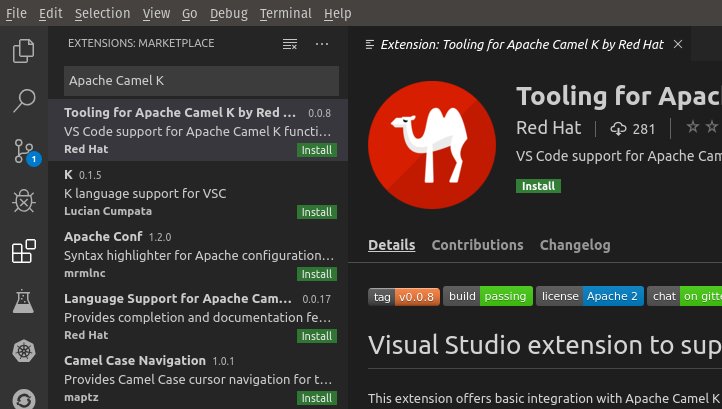 File Edit Selection View Go Debug Terminal Help
EXTENSIONS: MARKETPLACE
Apache Camel K
Tooling for Apache Camel K by Red ... 0.0.8
VS Code support for Apache Camel K functi...
Red Hat Install
K 0.1.5
K language support for VSC
Lucian Cumpata Install
Apache Conf 1.2.0
Syntax highlighter for Apache configuration...
mrmlnc Install
Language Support for Apache Cam... 0.0.17
Provides completion and documentation fe...
Red Hat Install
Camel Case Navigation 1.0.1
Provides Camel Case cursor navigation for t...
maptz Install
1
Extension: Tooling for Apache Camel K by Red Hat
Tooling for Apac
Red Hat 281
VS Code support for Apache Cam
Install
Details Contributions Changelog
tag v0.0.8 build passing license Apache 2 chat on gitte
Visual Studio extension to sup
This extension offers basic integration with Apache Camel K